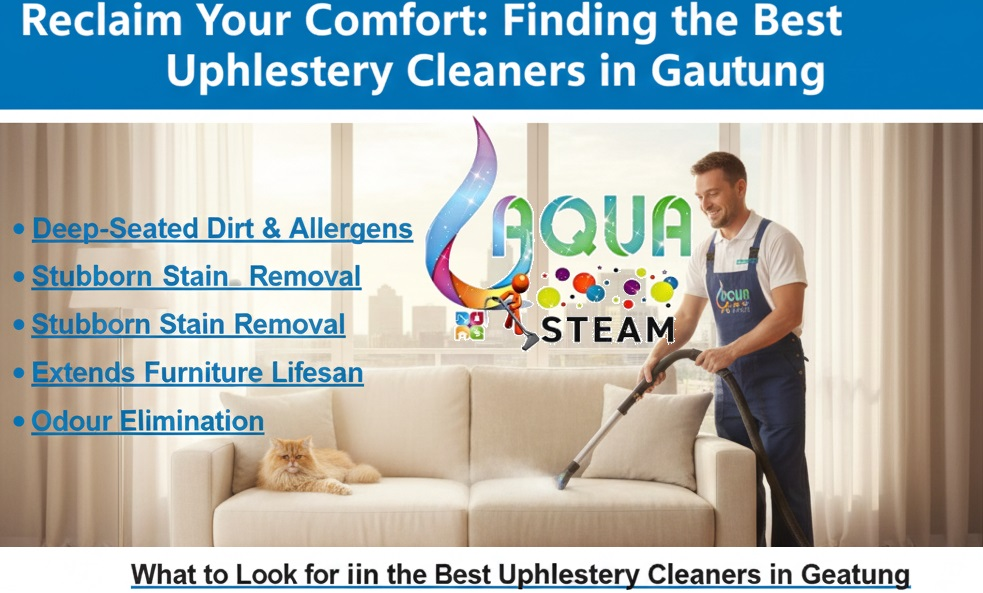 Reclaim Your Comfort: Finding the Best
Uphlestery Cleaners in Gautung
AQUA
STEAM
• Deep-Seated Dirt & Allergens
• Stubborn Stain Removal
• Stubborn Stain Removal
• Extends Furniture Lifesan
• Odour Elimination
What to Look for iin the Best Uphlestery Cleaners in Geatung